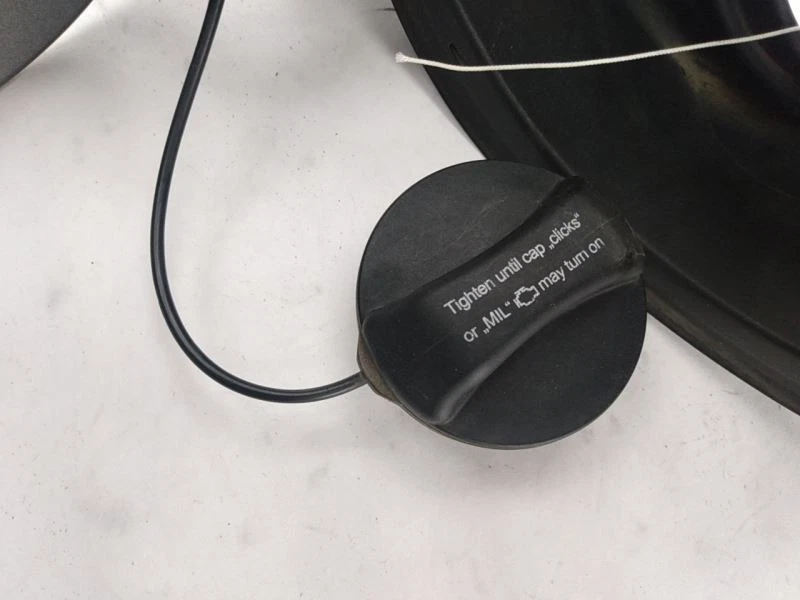 Tighten until cap „clicks“
or „MIL“ may turn on